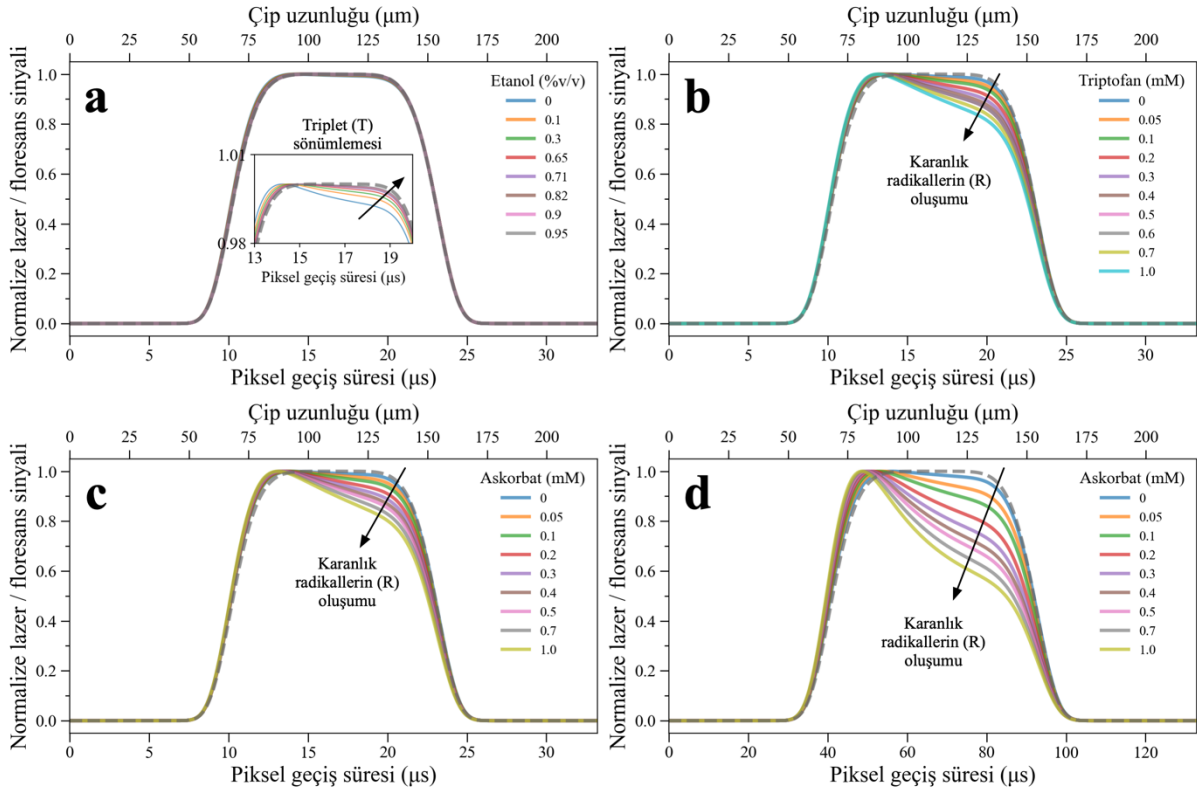 Çip uzunluğu (μm)
0 25 50 75 100 125 150 175 200
Normalize lazer / floresans sinyali
1.0
0.8
0.6
0.4
0.2
0.0
a
Etanol (%v/v)
0
0.1
0.3
0.65
0.71
0.82
0.9
0.95
Triplet (T)
sönümlemesi
1.01
0.98
13 15 17 19
Piksel geçiş süresi (μs)
0 5 10 15 20 25 30
Piksel geçiş süresi (μs)
Çip uzunluğu (μm)
0 25 50 75 100 125 150 175 200
Normalize lazer / floresans sinyali
1.0
0.8
0.6
0.4
0.2
0.0
b
Triptofan (mM)
0
0.05
0.1
0.2
0.3
0.4
0.5
0.6
0.7
1.0
Karanlık
radikallerin (R)
oluşumu
0 5 10 15 20 25 30
Piksel geçiş süresi (μs)
Çip uzunluğu (μm)
0 25 50 75 100 125 150 175 200
Normalize lazer / floresans sinyali
1.0
0.8
0.6
0.4
0.2
0.0
c
Askorbat (mM)
0
0.05
0.1
0.2
0.3
0.4
0.5
0.7
1.0
Karanlık
radikallerin (R)
oluşumu
0 5 10 15 20 25 30
Piksel geçiş süresi (μs)
Çip uzunluğu (μm)
0 25 50 75 100 125 150 175 200
Normalize lazer / floresans sinyali
1.0
0.8
0.6
0.4
0.2
0.0
d
Askorbat (mM)
0
0.05
0.1
0.2
0.3
0.4
0.5
0.7
1.0
Karanlık
radikallerin (R)
oluşumu
0 20 40 60 80 100 120
Piksel geçiş süresi (μs)